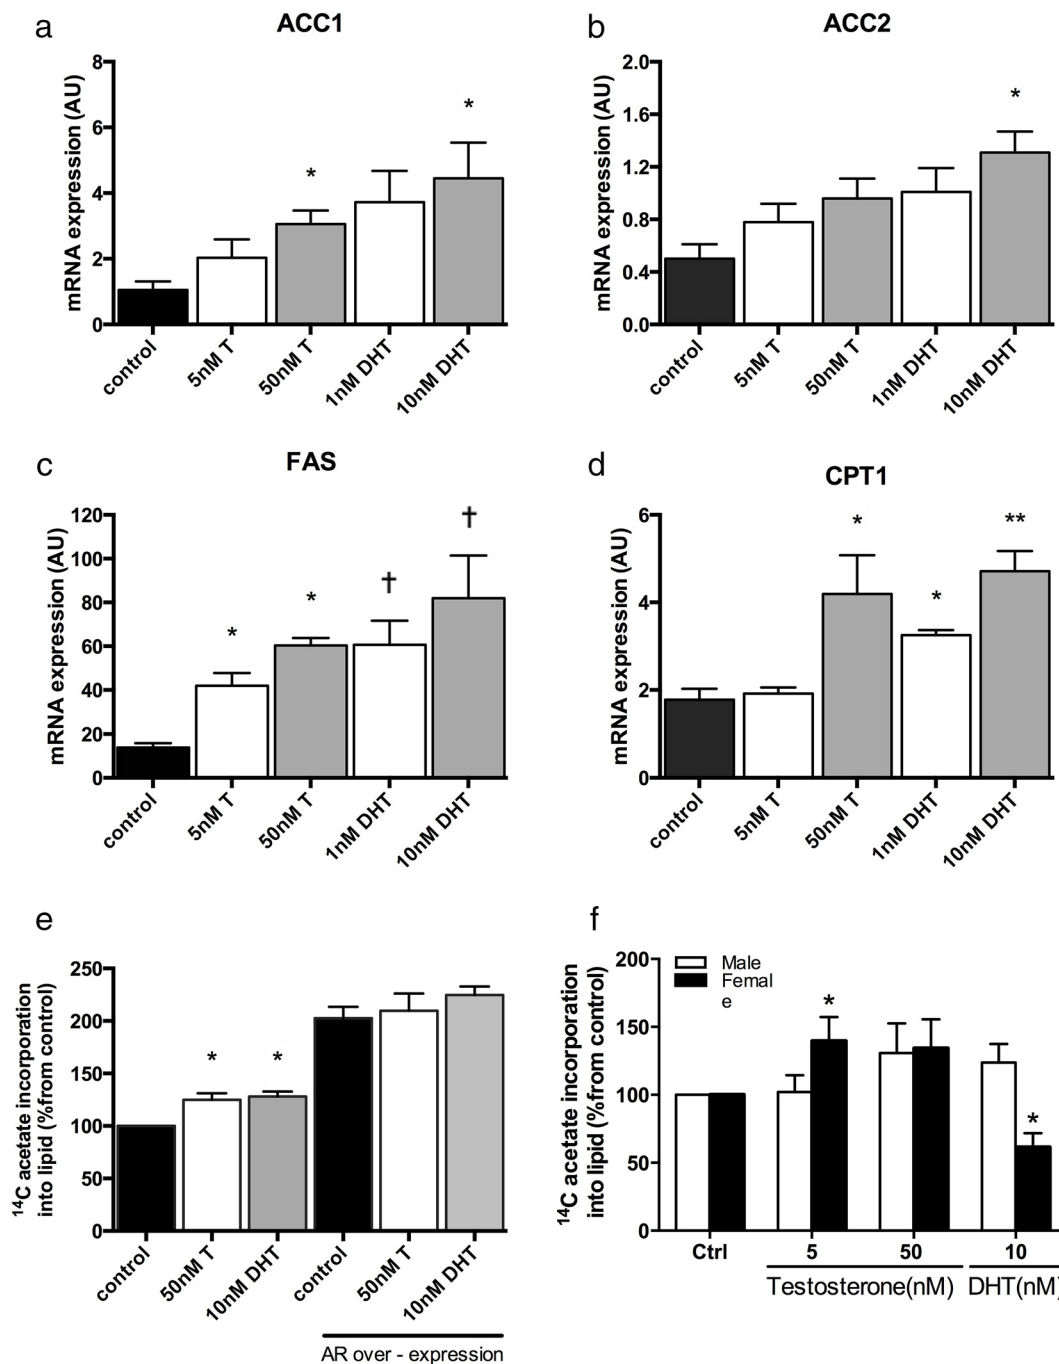 a
ACC1
mRNA expression (AU)
8
6
4
2
0
*
*
control
5nM T
50nM T
1nM DHT
10nM DHT
b
ACC2
mRNA expression (AU)
2.0
1.6
1.2
0.8
0.4
0.0
*
control
5nM T
50nM T
1nM DHT
10nM DHT
c
FAS
mRNA expression (AU)
120
100
80
60
40
20
0
*
*
†
†
control
5nM T
50nM T
1nM DHT
10nM DHT
d
CPT1
mRNA expression (AU)
6
4
2
0
*
*
**
control
5nM T
50nM T
1nM DHT
10nM DHT
e
¹⁴C acetate incorporation
into lipid (%from control)
250
200
150
100
50
0
*
*
control
50nM T
10nM DHT
control
50nM T
10nM DHT
AR over - expression
f
¹⁴C acetate incorporation
into lipid (%from control)
200
150
100
50
0
Male
Femal
e
*
*
Ctrl
5
50
10
Testosterone(nM)
DHT(nM)